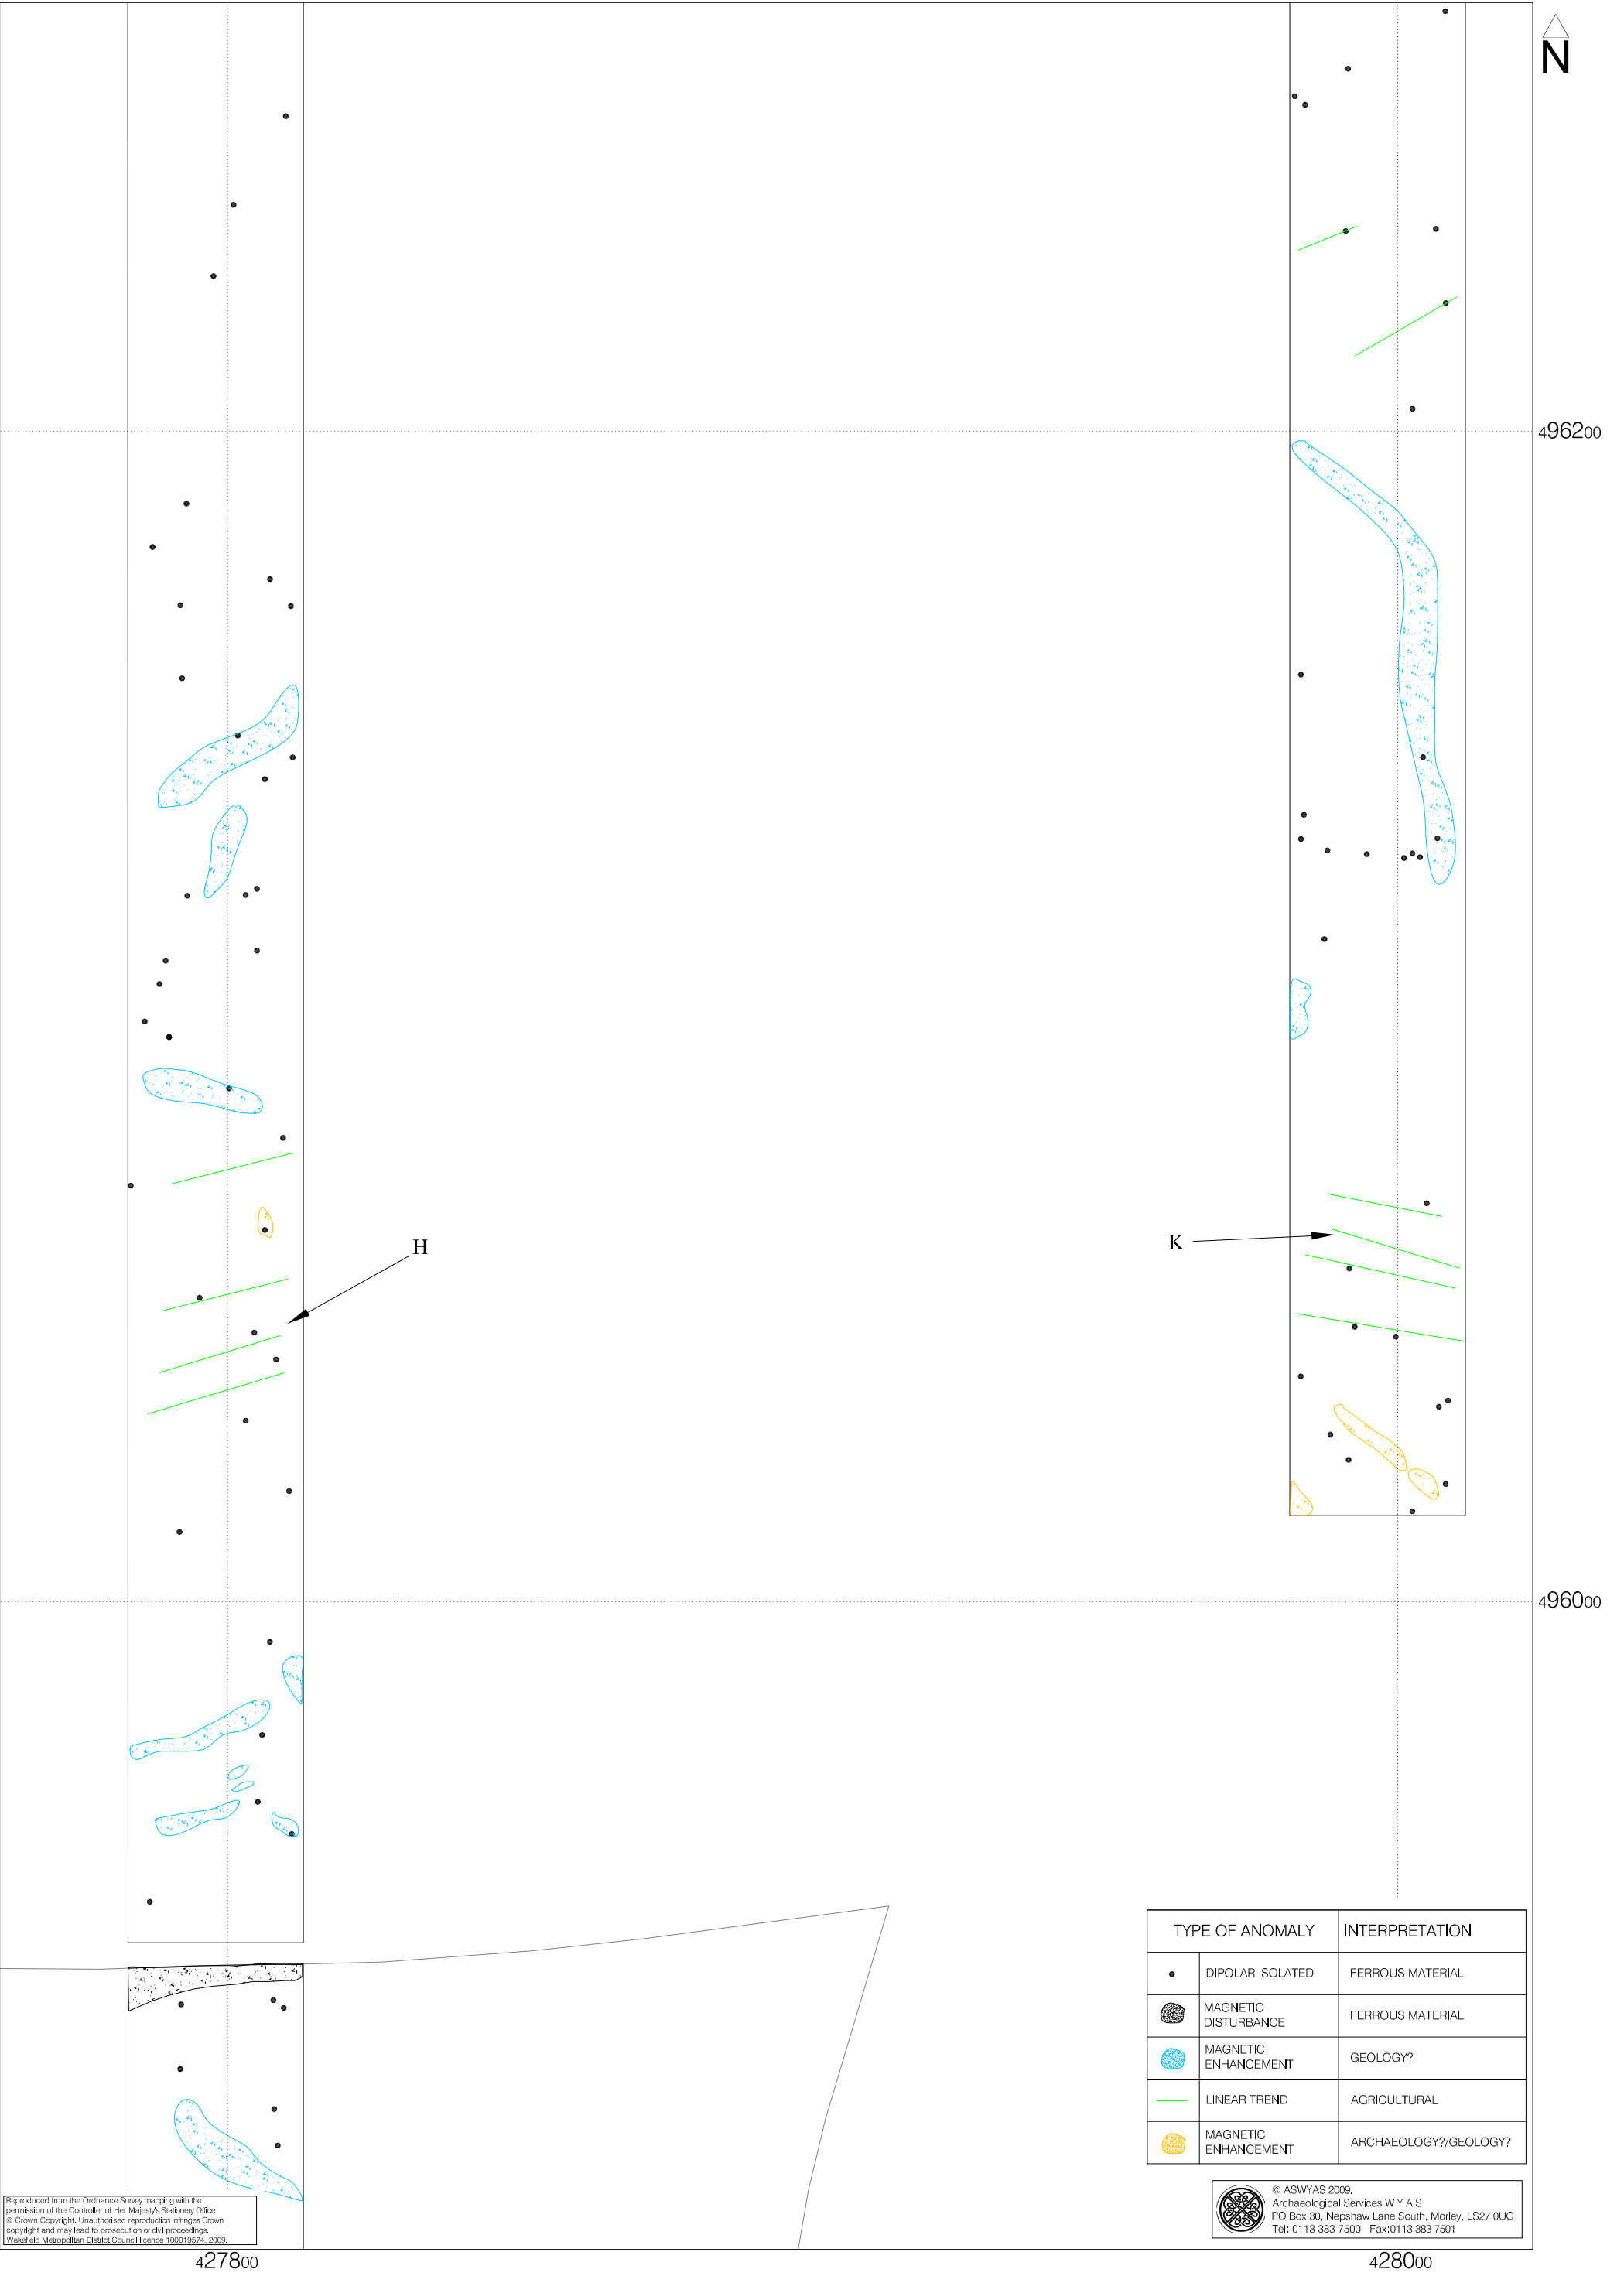 N
496200
H
K
496000
TYPE OF ANOMALY INTERPRETATION
DIPOLAR ISOLATED FERROUS MATERIAL
MAGNETIC DISTURBANCE FERROUS MATERIAL
MAGNETIC ENHANCEMENT GEOLOGY?
LINEAR TREND AGRICULTURAL
MAGNETIC ENHANCEMENT ARCHAEOLOGY?/GEOLOGY?
© ASWYAS 2009.
Archaeological Services W Y A S
PO Box 30, Nepshaw Lane South, Morley, LS27 0UG
Tel: 0113 383 7500 Fax:0113 383 7501
Reproduced from the Ordnance Survey mapping with the
permission of the Controller of Her Majesty's Stationery Office.
© Crown Copyright. Unauthorised reproduction infringes Crown
copyright and may lead to prosecution or civil proceedings.
Wakefield Metropolitan District Council licence 100019574, 2009.
427800
428000